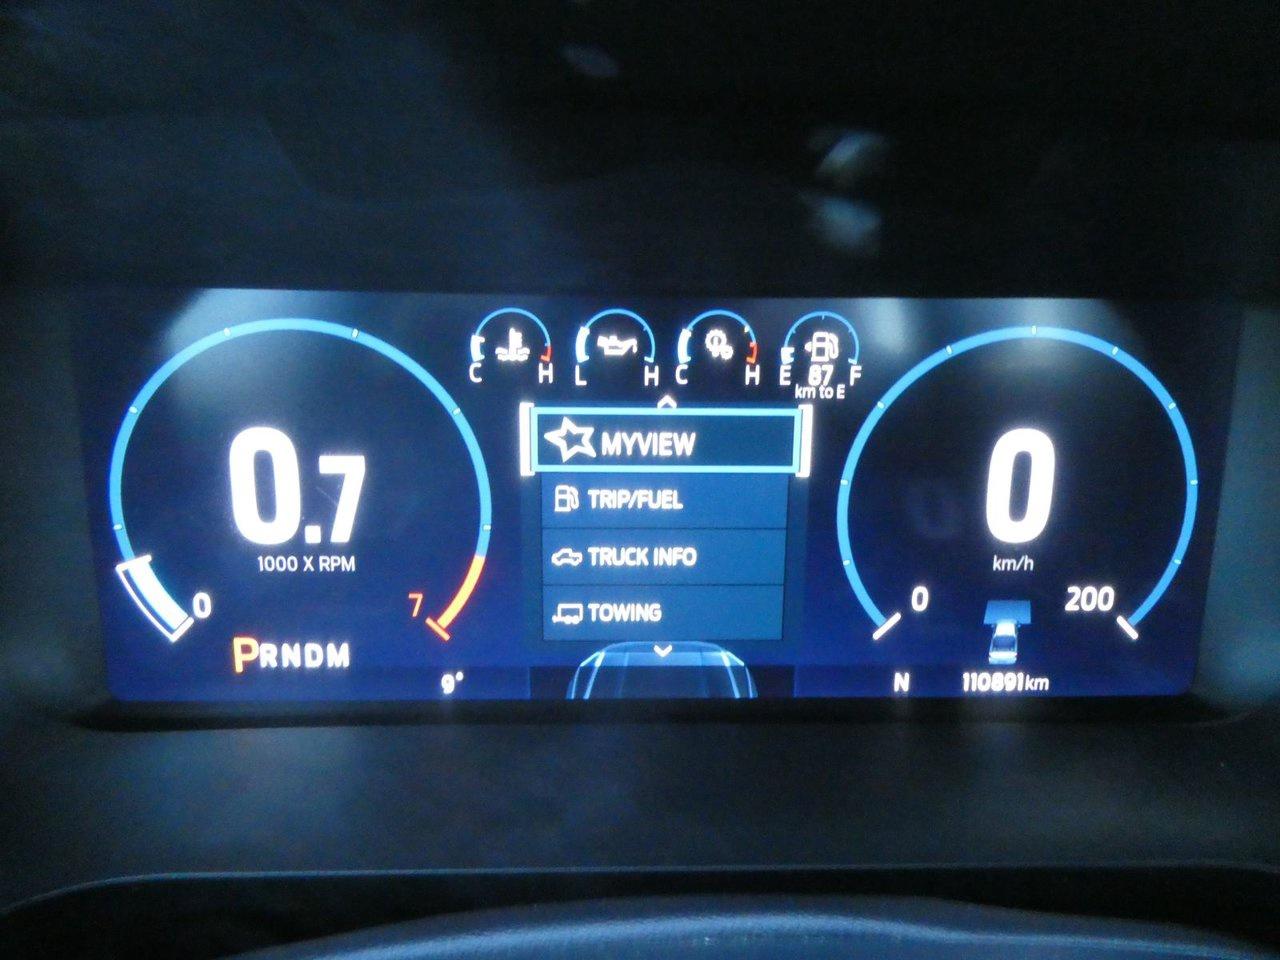 C H
L H
C H
E F
87
km to E
MYVIEW
TRIP/FUEL
TRUCK INFO
TOWING
0.7
1000 X RPM
0
7
PRNDM
9°
0
km/h
0
200
N
110891km